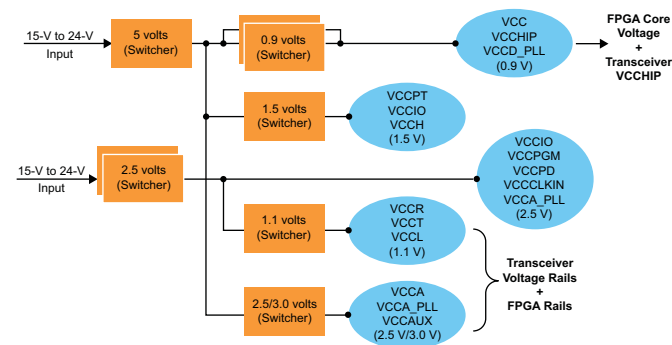 15-V to 24-V
Input
5 volts
(Switcher)
0.9 volts
(Switcher)
VCC
VCCHIP
VCCD_PLL
(0.9 V)
FPGA Core
Voltage
+
Transceiver
VCCHIP
1.5 volts
(Switcher)
VCCPT
VCCIO
VCCH
(1.5 V)
15-V to 24-V
Input
2.5 volts
(Switcher)
VCCIO
VCCPGM
VCCPD
VCCCLKIN
VCCA_PLL
(2.5 V)
1.1 volts
(Switcher)
VCCR
VCCT
VCCL
(1.1 V)
Transceiver
Voltage Rails
+
FPGA Rails
2.5/3.0 volts
(Switcher)
VCCA
VCCA_PLL
VCCAUX
(2.5 V/3.0 V)